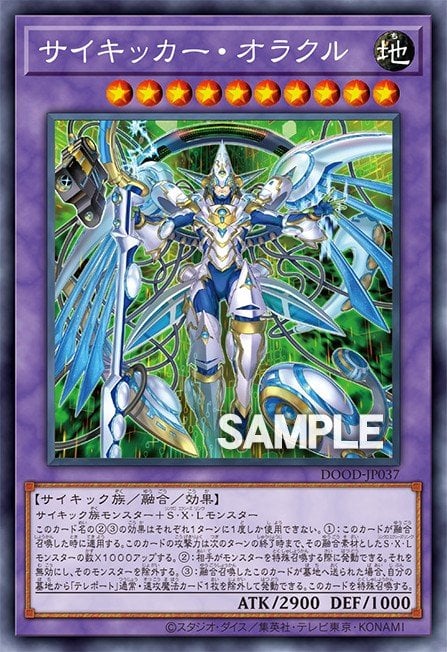 サイキッカー・オラクル
地
SAMPLE
DOOD-JP037
【サイキック族／融合／効果】
サイキック族モンスター＋S・X・Lモンスター
このカード名の②③の効果はそれぞれ1ターンに1度しか使用できない。①：このカードが融合
召喚した時に適用する。このカードの攻撃力は次のターンの終了時まで、その融合素材としたS・X・L
モンスターの数×1000アップする。②：相手がモンスターを特殊召喚する際に発動できる。それを
無効にし、そのモンスターを除外する。③：融合召喚したこのカードが墓地へ送られた場合、自分の
墓地から「テレポート」通常・速攻魔法カード1枚を除外して発動できる。このカードを特殊召喚する。
ATK/2900 DEF/1000
©スタジオ・ダイス／集英社・テレビ東京・KONAMI